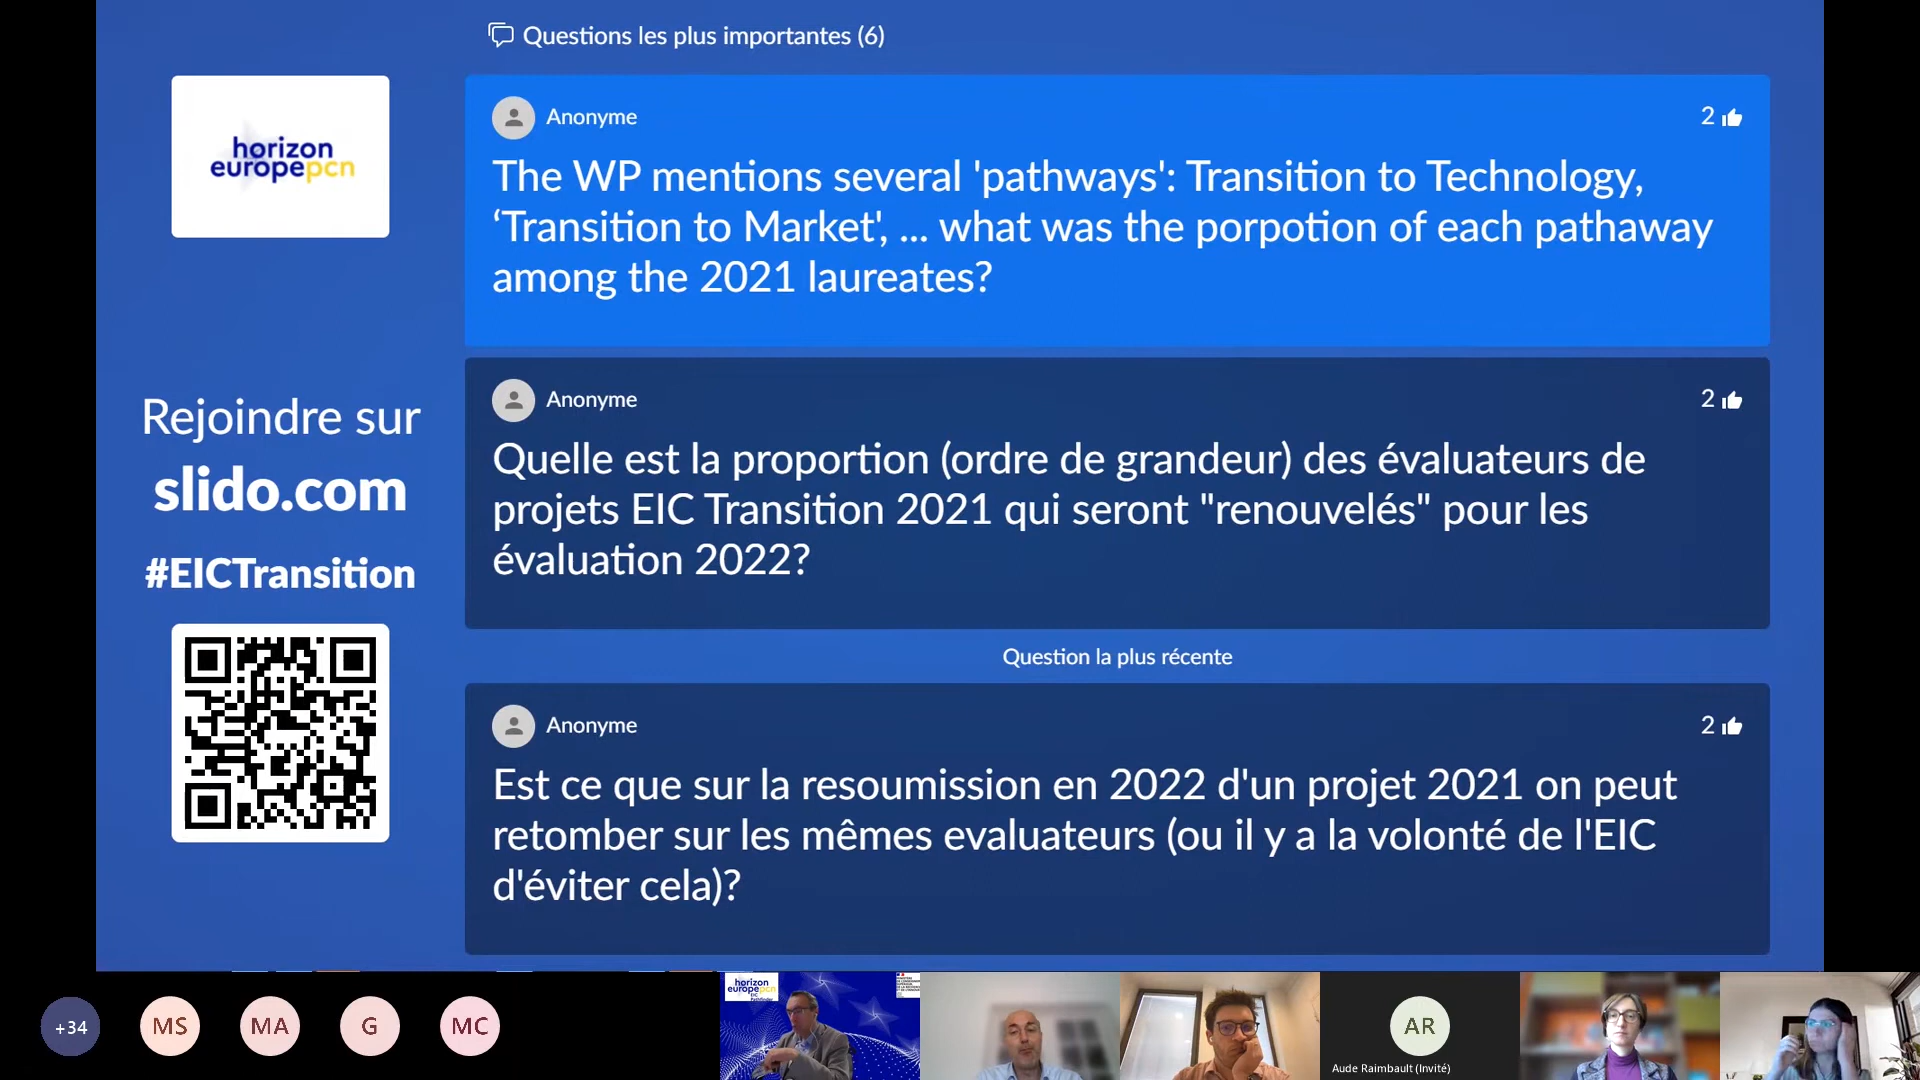 Questions les plus importantes (6)
horizon
europepcn
Rejoindre sur
slido.com
#EICTransition
Anonyme
2
The WP mentions several 'pathways': Transition to Technology,
‘Transition to Market', ... what was the porpotion of each pathaway
among the 2021 laureates?
Anonyme
2
Quelle est la proportion (ordre de grandeur) des évaluateurs de
projets EIC Transition 2021 qui seront "renouvelés" pour les
évaluation 2022?
Question la plus récente
Anonyme
2
Est ce que sur la resoumission en 2022 d'un projet 2021 on peut
retomber sur les mêmes evaluateurs (ou il y a la volonté de l'EIC
d'éviter cela)?
+34
MS
MA
G
MC
horizon
europepcn
EIC
Pathfinder
AR
Aude Raimbault (Invité)